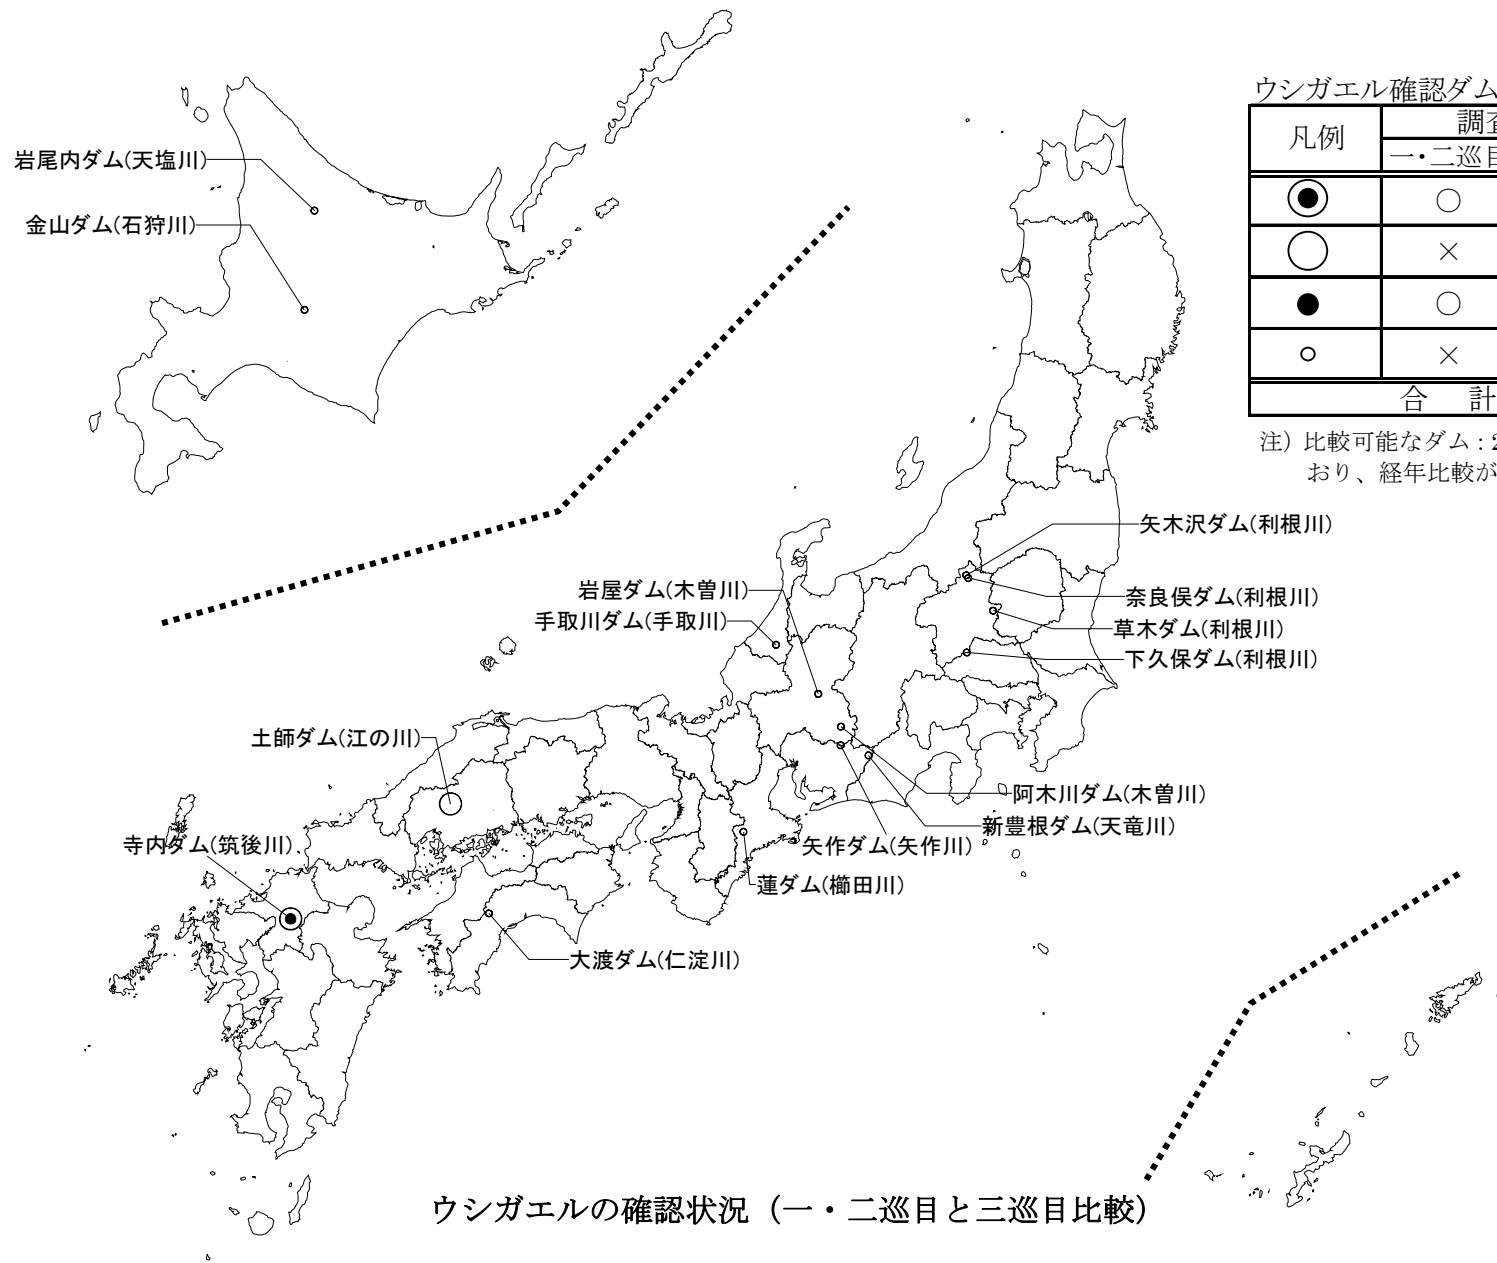 ウシガエル確認ダム
凡例
調査
一・二巡目
○
×
○
×
合 計
注) 比較可能なダム : 2
おり、経年比較が
岩尾内ダム(天塩川)
金山ダム(石狩川)
矢木沢ダム(利根川)
岩屋ダム(木曽川)
奈良俣ダム(利根川)
手取川ダム(手取川)
草木ダム(利根川)
下久保ダム(利根川)
土師ダム(江の川)
阿木川ダム(木曽川)
新豊根ダム(天竜川)
寺内ダム(筑後川)
矢作ダム(矢作川)
蓮ダム(櫛田川)
大渡ダム(仁淀川)
ウシガエルの確認状況（一・二巡目と三巡目比較）